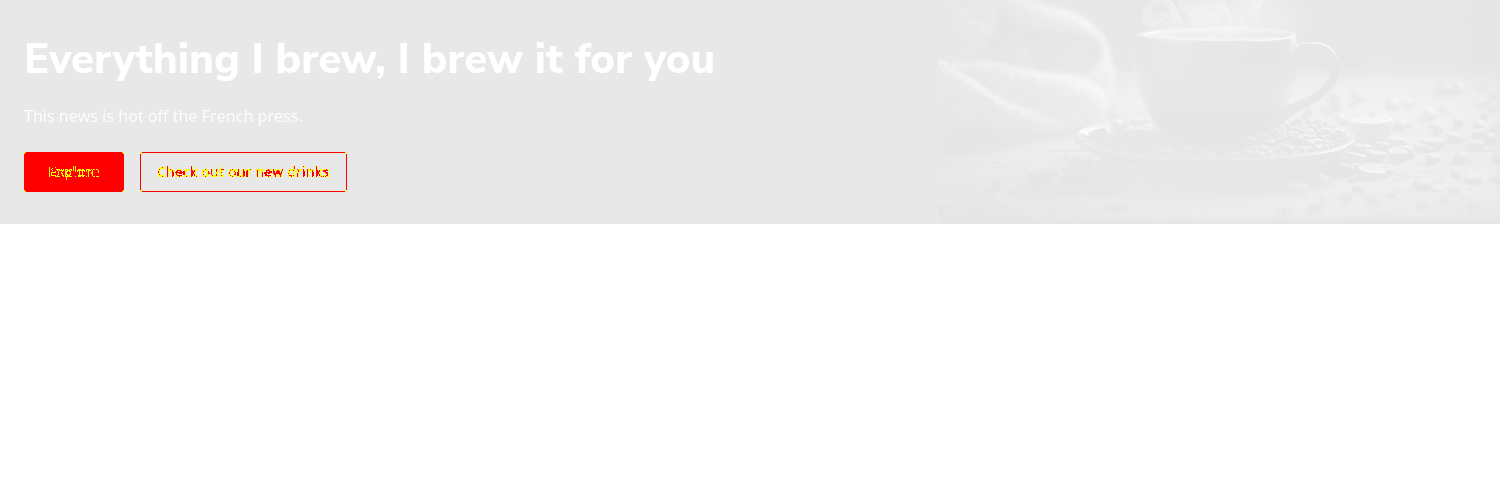 Everything I brew, I brew it for you
This news is hot off the French press.
Explore
Check out our new drinks